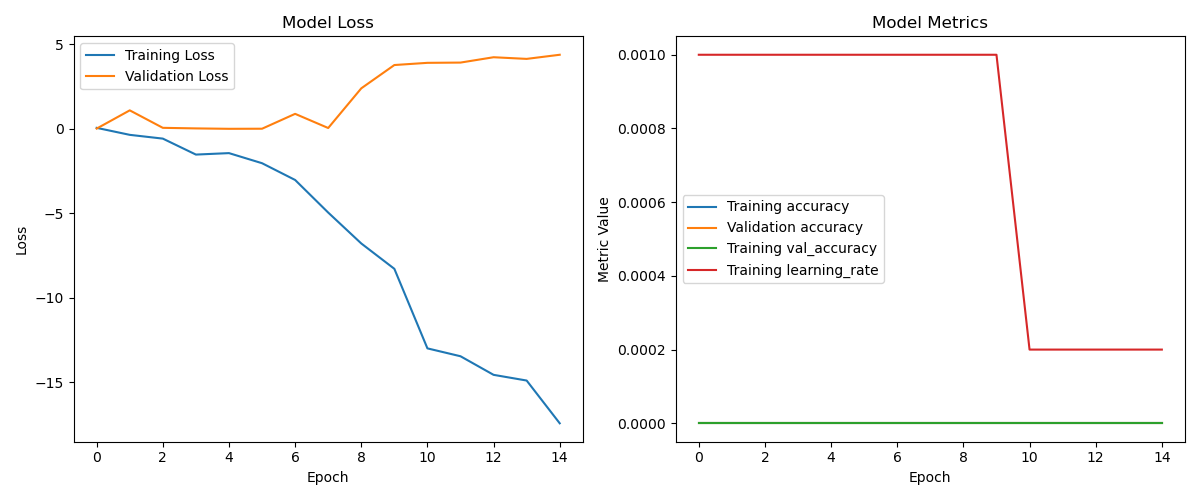 Model Loss
5
0
−5
−10
−15
Loss
Training Loss
Validation Loss
0 2 4 6 8 10 12 14
Epoch
Model Metrics
0.0010
0.0008
0.0006
0.0004
0.0002
0.0000
Metric Value
Training accuracy
Validation accuracy
Training val_accuracy
Training learning_rate
0 2 4 6 8 10 12 14
Epoch